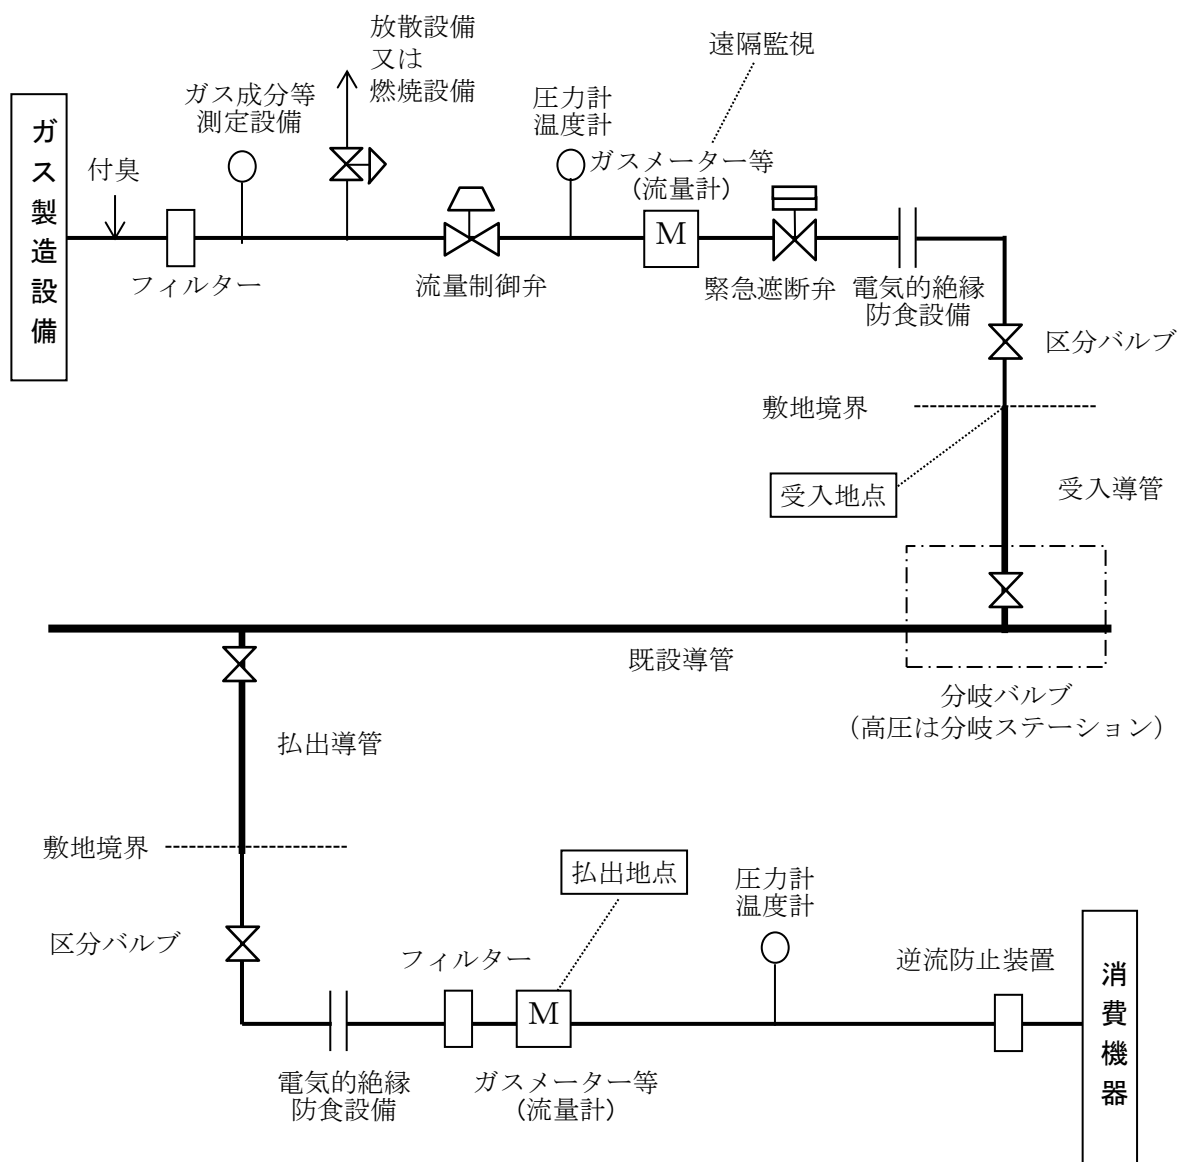 放散設備
又は
燃焼設備
遠隔監視
ガス成分等
測定設備
圧力計
温度計
ガス製造設備
付臭
ガスメーター等
(流量計)
M
フィルター
流量制御弁
緊急遮断弁
電気的絶縁
防食設備
区分バルブ
敷地境界
受入地点
受入導管
既設導管
分岐バルブ
（高圧は分岐ステーション）
払出導管
敷地境界
払出地点
圧力計
温度計
区分バルブ
フィルター
逆流防止装置
消費機器
M
電気的絶縁
防食設備
ガスメーター等
(流量計)